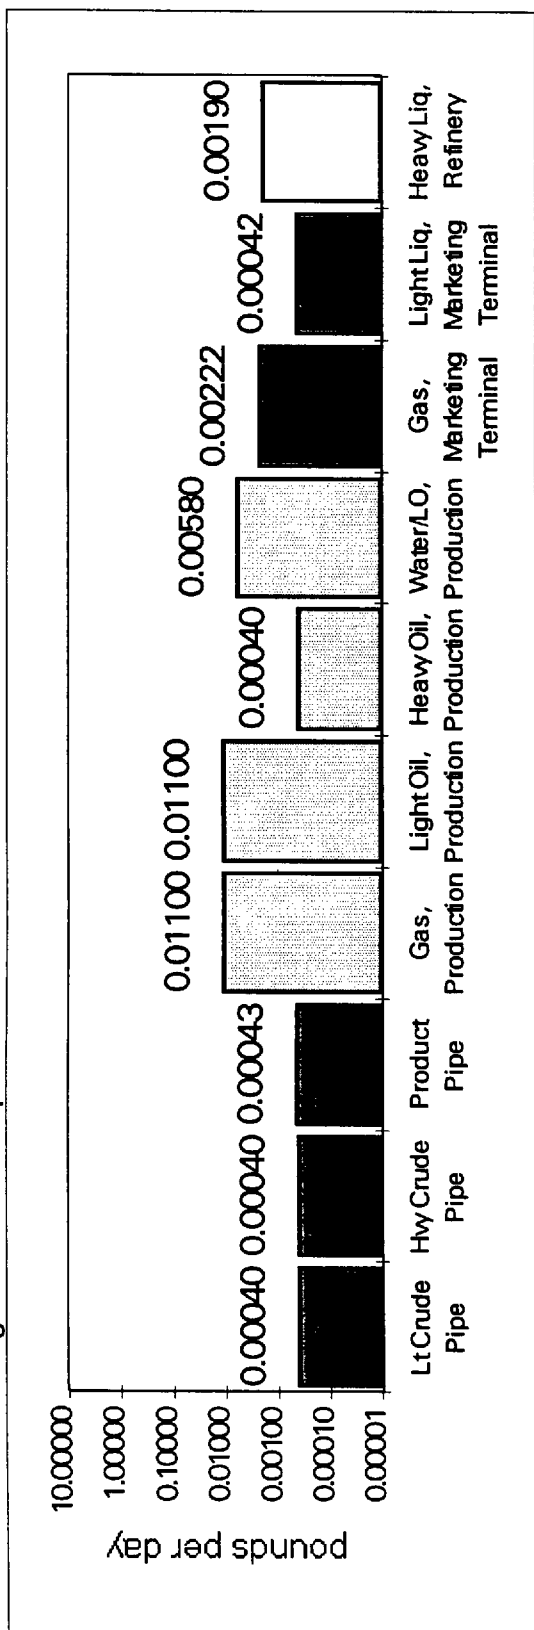 pounds per day
10.00000
1.00000
0.10000
0.01000
0.00100
0.00010
0.00001
0.00040 0.00040 0.00043 0.01100 0.01100 0.00040 0.00580 0.00222 0.00042 0.00190
Lt Crude Hvy Crude Product Gas, Light Oil, Heavy Oil, Water/LO, Gas, Light Liq, Heavy Liq,
Pipe Pipe Pipe Production Production Production Production Marketing Marketing Refinery
Terminal Terminal